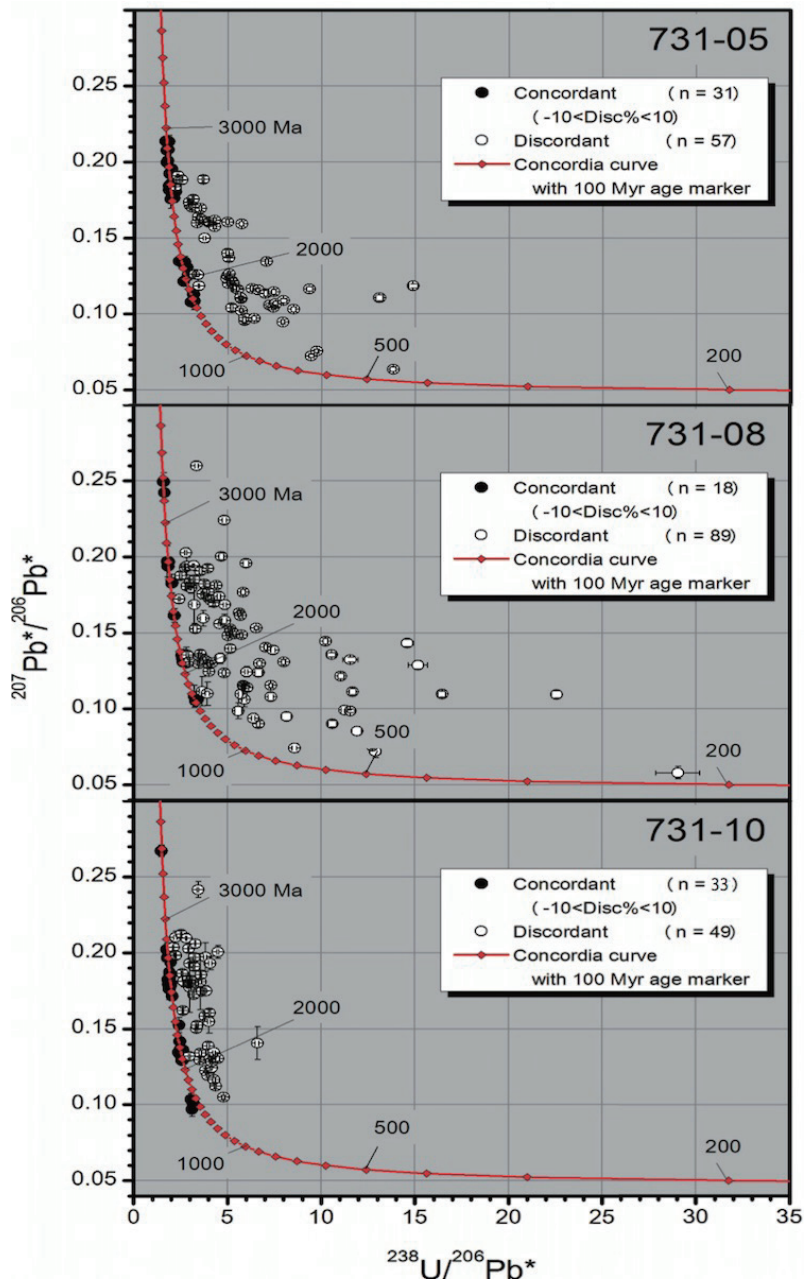 731-05
0.25
0.20
0.15
0.10
0.05
3000 Ma
2000
1000
500
200
Concordant ( n = 31)
( -10<Disc%<10)
Discordant ( n = 57)
Concordia curve
with 100 Myr age marker
731-08
0.25
0.20
0.15
0.10
0.05
3000 Ma
2000
1000
500
200
Concordant ( n = 18)
( -10<Disc%<10)
Discordant ( n = 89)
Concordia curve
with 100 Myr age marker
207Pb*/206Pb*
731-10
0.25
0.20
0.15
0.10
0.05
3000 Ma
2000
1000
500
200
Concordant ( n = 33)
( -10<Disc%<10)
Discordant ( n = 49)
Concordia curve
with 100 Myr age marker
0 5 10 15 20 25 30 35
238U/206Pb*